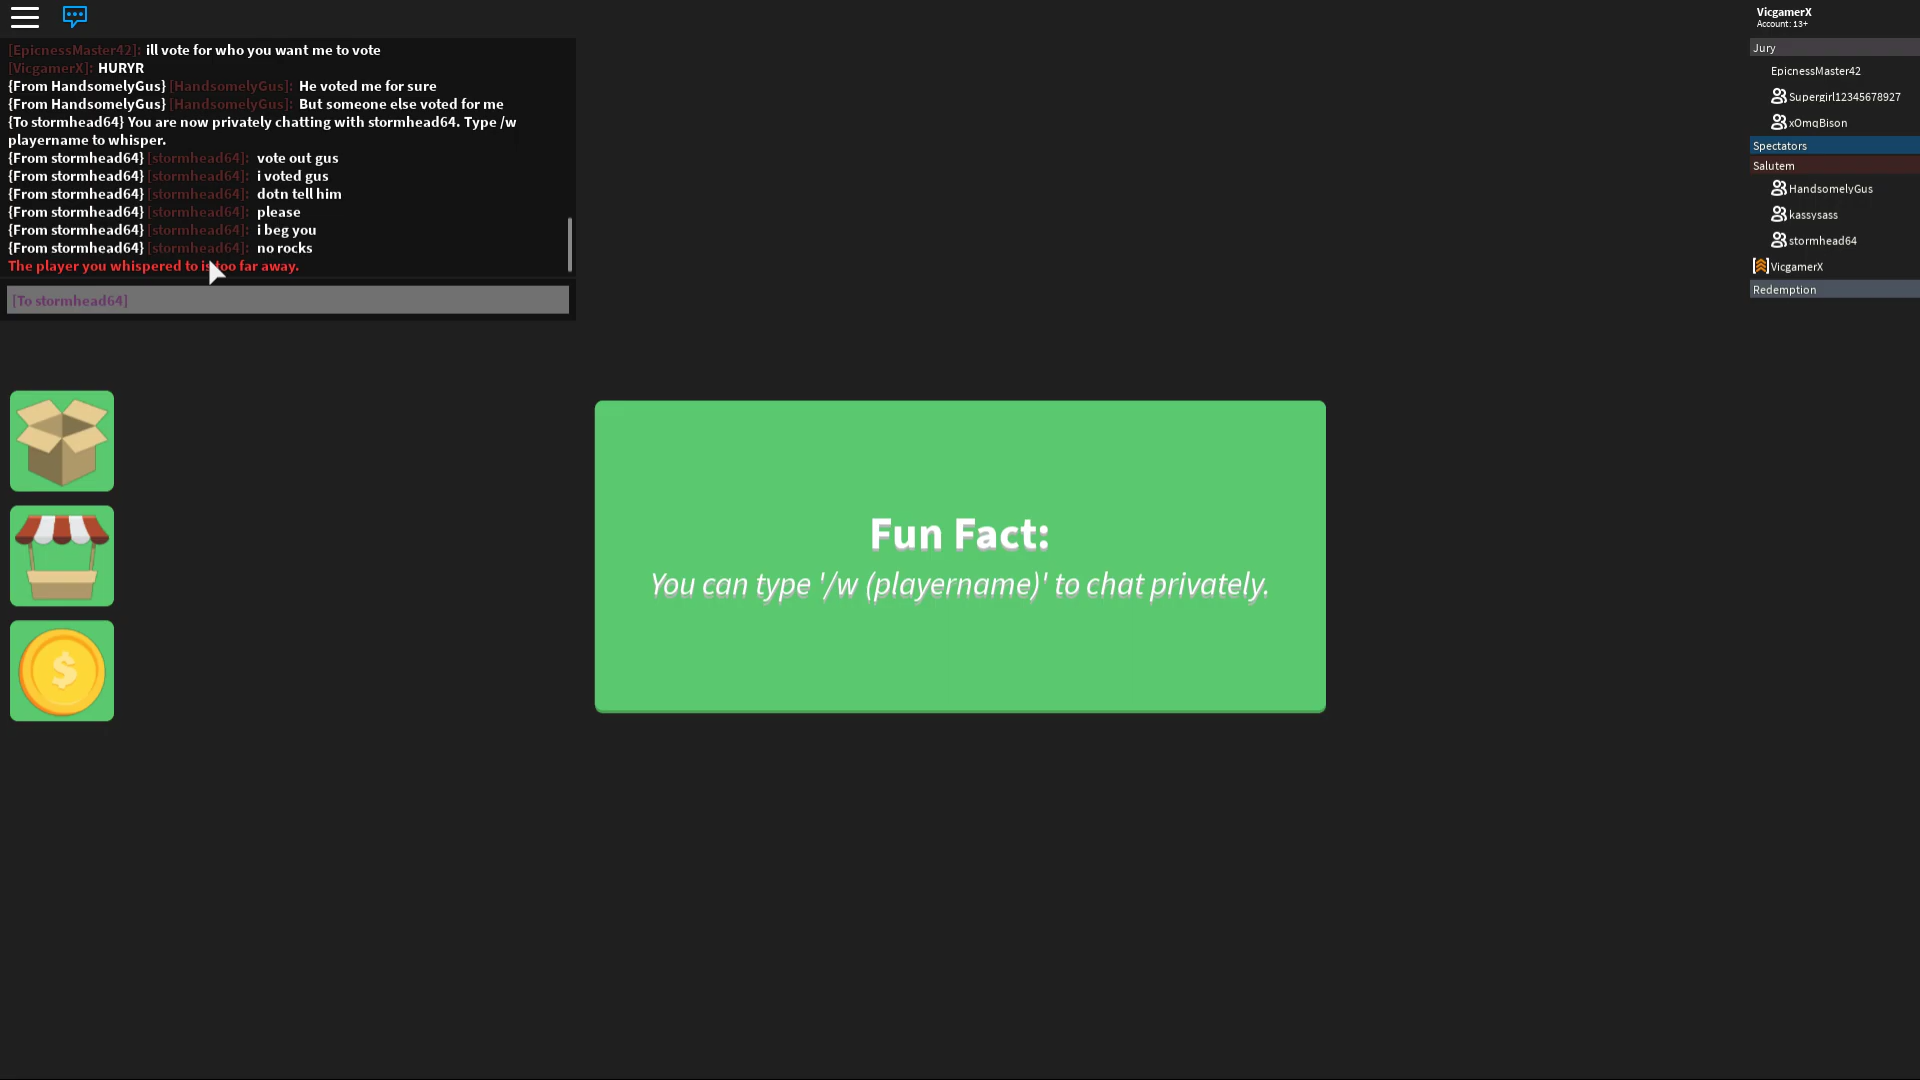 [EpicnessMaster42]: ill vote for who you want me to vote
[VicgamerX]: HURYR
{From HandsomelyGus} [HandsomelyGus]: He voted me for sure
{From HandsomelyGus} [HandsomelyGus]: But someone else voted for me
{To stormhead64} You are now privately chatting with stormhead64. Type /w
playername to whisper.
{From stormhead64} [stormhead64]: vote out gus
{From stormhead64} [stormhead64]: i voted gus
{From stormhead64} [stormhead64]: dotn tell him
{From stormhead64} [stormhead64]: please
{From stormhead64} [stormhead64]: i beg you
{From stormhead64} [stormhead64]: no rocks
The player you whispered to is too far away.
[To stormhead64]
VicgamerX
Account: 13+
Jury
EpicnessMaster42
Supergirl12345678927
xOmqBison
Spectators
Salutem
HandsomelyGus
kassysass
stormhead64
VicgamerX
Redemption
Fun Fact:
You can type '/w (playername)' to chat privately.
$